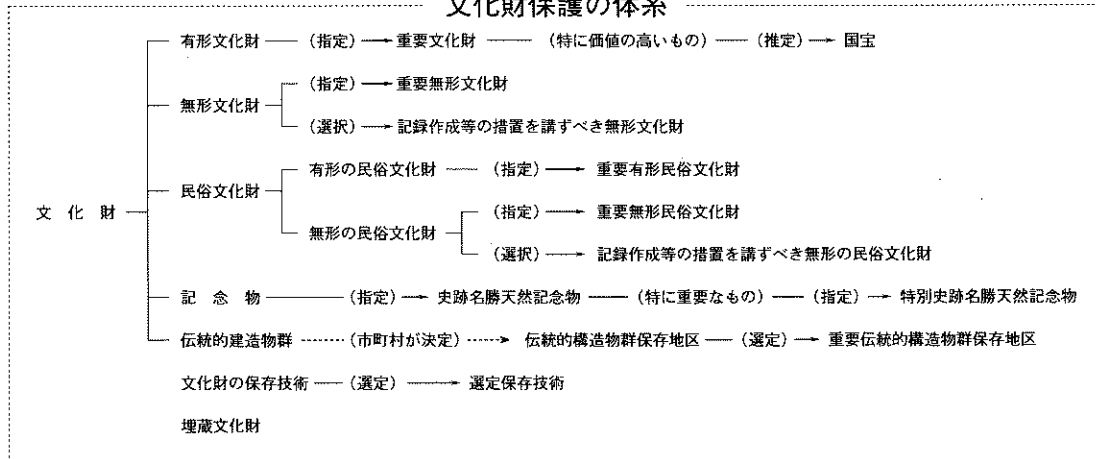 文化財保護の体系
有形文化財 (指定) 重要文化財 (特に価値の高いもの) (推定) 国宝
(指定) 重要無形文化財
無形文化財
(選択) 記録作成等の措置を講ずべき無形文化財
有形の民俗文化財 (指定) 重要有形民俗文化財
民俗文化財
文化財
(指定) 重要無形民俗文化財
無形の民俗文化財
(選択) 記録作成等の措置を講ずべき無形の民俗文化財
記念物 (指定) 史跡名勝天然記念物 (特に重要なもの) (指定) 特別史跡名勝天然記念物
伝統的建造物群 (市町村が決定) 伝統的構造物群保存地区 (選定) 重要伝統的構造物群保存地区
文化財の保存技術 (選定) 選定保存技術
埋蔵文化財